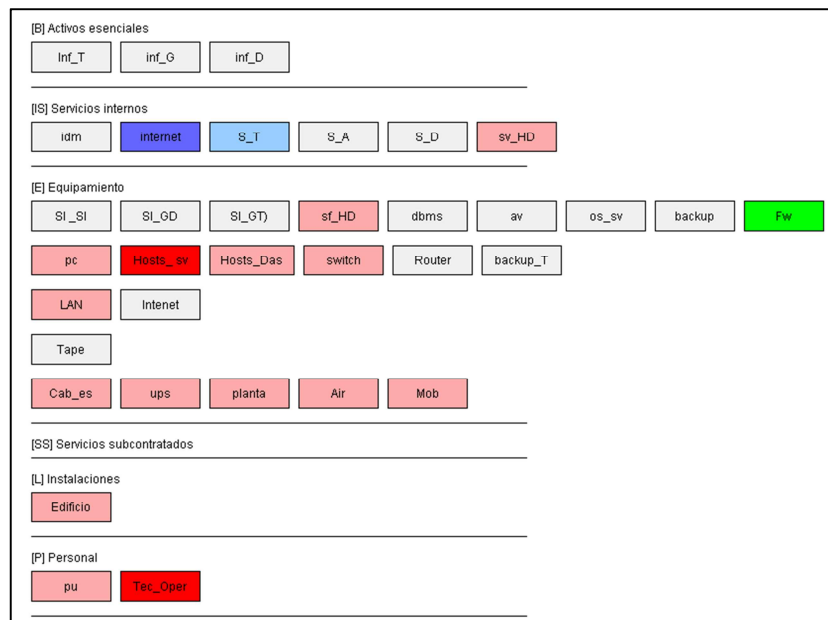 [B] Activos esenciales
Inf_T inf_G inf_D
[IS] Servicios internos
idm internet S_T S_A S_D sv_HD
[E] Equipamiento
SI_SI SI_GD SI_GT) sf_HD dbms av os_sv backup Fw
pc Hosts_sv Hosts_Das switch Router backup_T
LAN Intenet
Tape
Cab_es ups planta Air Mob
[SS] Servicios subcontratados
[L] Instalaciones
Edificio
[P] Personal
pu Tec_Oper